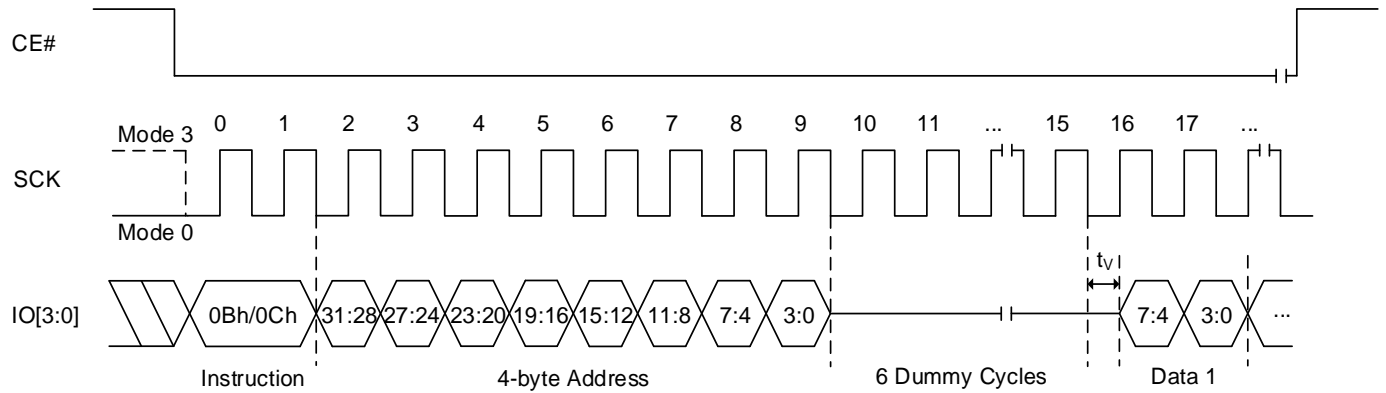 CE#
Mode 3 0 1 2 3 4 5 6 7 8 9 10 11 ... 15 16 17 ...
SCK
Mode 0
tV
IO[3:0] 0Bh/0Ch 31:28 27:24 23:20 19:16 15:12 11:8 7:4 3:0 7:4 3:0 ...
Instruction 4-byte Address 6 Dummy Cycles Data 1